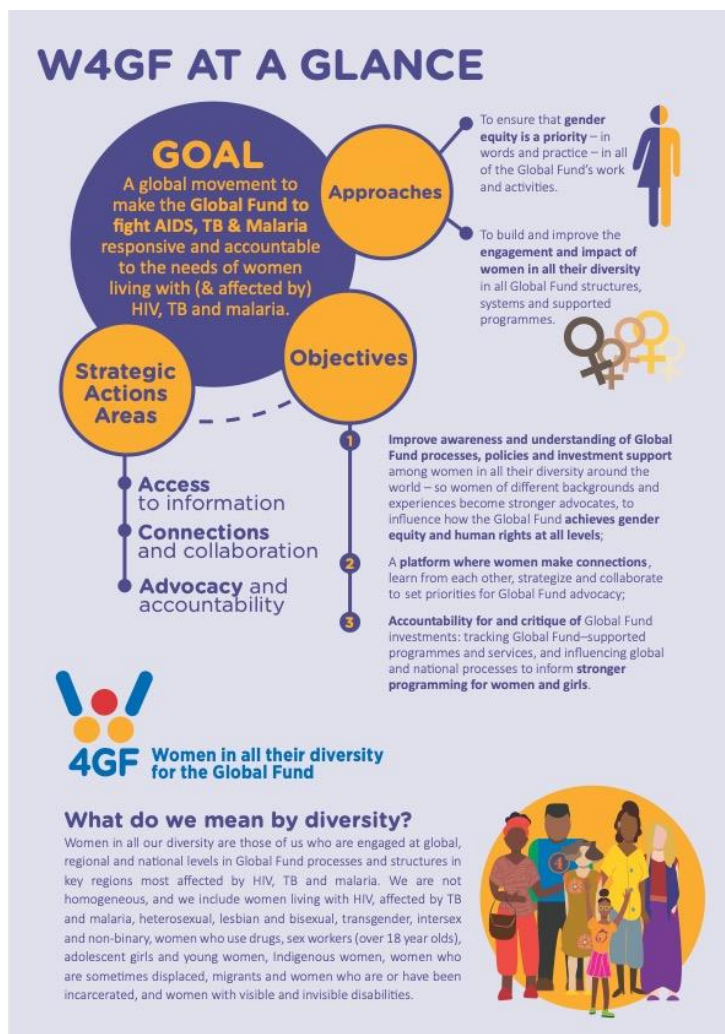 W4GF AT A GLANCE
GOAL
A global movement to
make the Global Fund to
fight AIDS, TB & Malaria
responsive and accountable
to the needs of women
living with (& affected by)
HIV, TB and malaria.
Approaches
To ensure that gender
equity is a priority – in
words and practice – in all
of the Global Fund's work
and activities.
To build and improve the
engagement and impact of
women in all their diversity
in all Global Fund structures,
systems and supported
programmes.
Objectives
1
Improve awareness and understanding of Global
Fund processes, policies and investment support
among women in all their diversity around the
world – so women of different backgrounds and
experiences become stronger advocates, to
influence how the Global Fund achieves gender
equity and human rights at all levels;
2
A platform where women make connections,
learn from each other, strategize and collaborate
to set priorities for Global Fund advocacy;
3
Accountability for and critique of Global Fund
investments: tracking Global Fund–supported
programmes and services, and influencing global
and national processes to inform stronger
programming for women and girls.
Strategic
Actions
Areas
Access
to information
Connections
and collaboration
Advocacy and
accountability
W
4GF
Women in all their diversity
for the Global Fund
What do we mean by diversity?
Women in all our diversity are those of us who are engaged at global,
regional and national levels in Global Fund processes and structures in
key regions most affected by HIV, TB and malaria. We are not
homogeneous, and we include women living with HIV, affected by TB
and malaria, heterosexual, lesbian and bisexual, transgender, intersex
and non-binary, women who use drugs, sex workers (over 18 year olds),
adolescent girls and young women, Indigenous women, women who
are sometimes displaced, migrants and women who are or have been
incarcerated, and women with visible and invisible disabilities.
4